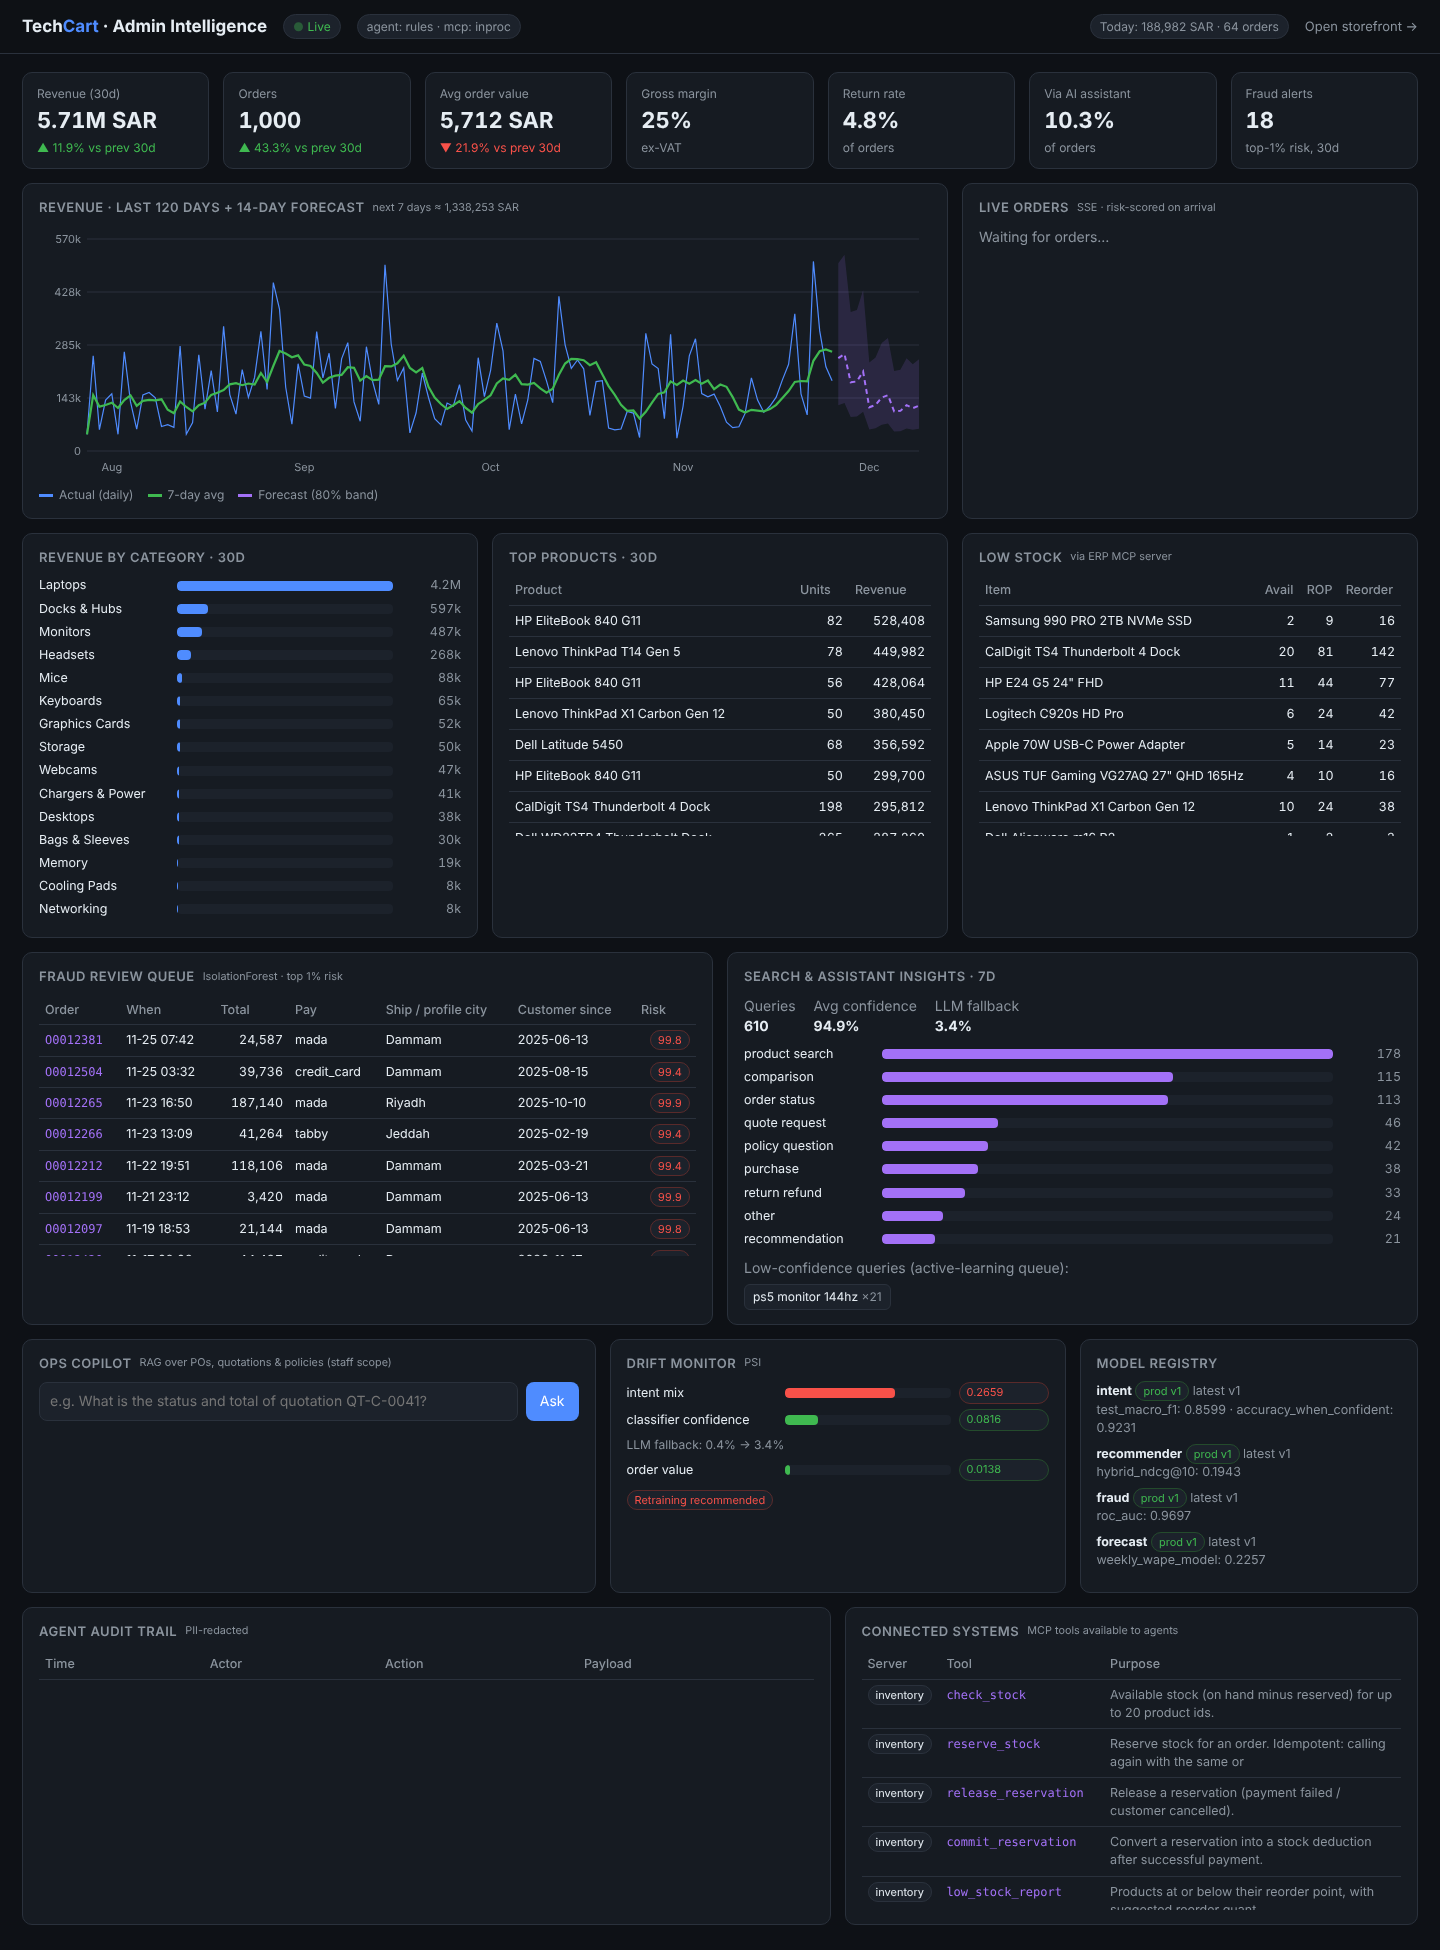 TechCart · Admin Intelligence
Live
agent: rules · mcp: inproc
Today: 188,982 SAR · 64 orders
Open storefront →
Revenue (30d)
5.71M SAR
▲ 11.9% vs prev 30d
Orders
1,000
▲ 43.3% vs prev 30d
Avg order value
5,712 SAR
▼ 21.9% vs prev 30d
Gross margin
25%
ex-VAT
Return rate
4.8%
of orders
Via AI assistant
10.3%
of orders
Fraud alerts
18
top-1% risk, 30d
REVENUE · LAST 120 DAYS + 14-DAY FORECAST next 7 days ≈ 1,338,253 SAR
570k
428k
285k
143k
0
Aug Sep Oct Nov Dec
Actual (daily) 7-day avg Forecast (80% band)
LIVE ORDERS SSE · risk-scored on arrival
Waiting for orders...
REVENUE BY CATEGORY · 30D
Laptops 4.2M
Docks & Hubs 597k
Monitors 487k
Headsets 268k
Mice 88k
Keyboards 65k
Graphics Cards 52k
Storage 50k
Webcams 47k
Chargers & Power 41k
Desktops 38k
Bags & Sleeves 30k
Memory 19k
Cooling Pads 8k
Networking 8k
TOP PRODUCTS · 30D
Product Units Revenue
HP EliteBook 840 G11 82 528,408
Lenovo ThinkPad T14 Gen 5 78 449,982
HP EliteBook 840 G11 56 428,064
Lenovo ThinkPad X1 Carbon Gen 12 50 380,450
Dell Latitude 5450 68 356,592
HP EliteBook 840 G11 50 299,700
CalDigit TS4 Thunderbolt 4 Dock 198 295,812
LOW STOCK via ERP MCP server
Item Avail ROP Reorder
Samsung 990 PRO 2TB NVMe SSD 2 9 16
CalDigit TS4 Thunderbolt 4 Dock 20 81 142
HP E24 G5 24" FHD 11 44 77
Logitech C920s HD Pro 6 24 42
Apple 70W USB-C Power Adapter 5 14 23
ASUS TUF Gaming VG27AQ 27" QHD 165Hz 4 10 16
Lenovo ThinkPad X1 Carbon Gen 12 10 24 38
FRAUD REVIEW QUEUE IsolationForest · top 1% risk
Order When Total Pay Ship / profile city Customer since Risk
O0012381 11-25 07:42 24,587 mada Dammam 2025-06-13 99.8
O0012504 11-25 03:32 39,736 credit_card Dammam 2025-08-15 99.4
O0012265 11-23 16:50 187,140 mada Riyadh 2025-10-10 99.9
O0012266 11-23 13:09 41,264 tabby Jeddah 2025-02-19 99.4
O0012212 11-22 19:51 118,106 mada Dammam 2025-03-21 99.4
O0012199 11-21 23:12 3,420 mada Dammam 2025-06-13 99.9
O0012097 11-19 18:53 21,144 mada Dammam 2025-06-13 99.8
SEARCH & ASSISTANT INSIGHTS · 7D
Queries Avg confidence LLM fallback
610 94.9% 3.4%
product search 178
comparison 115
order status 113
quote request 46
policy question 42
purchase 38
return refund 33
other 24
recommendation 21
Low-confidence queries (active-learning queue):
ps5 monitor 144hz ×21
OPS COPILOT RAG over POs, quotations & policies (staff scope)
e.g. What is the status and total of quotation QT-C-0041?
Ask
DRIFT MONITOR PSI
intent mix 0.2659
classifier confidence 0.0816
LLM fallback: 0.4% → 3.4%
order value 0.0138
Retraining recommended
MODEL REGISTRY
intent prod v1 latest v1
test_macro_f1: 0.8599 · accuracy_when_confident:
0.9231
recommender prod v1 latest v1
hybrid_ndcg@10: 0.1943
fraud prod v1 latest v1
roc_auc: 0.9697
forecast prod v1 latest v1
weekly_wape_model: 0.2257
AGENT AUDIT TRAIL PII-redacted
Time Actor Action Payload
CONNECTED SYSTEMS MCP tools available to agents
Server Tool Purpose
inventory check_stock Available stock (on hand minus reserved) for up
to 20 product ids.
inventory reserve_stock Reserve stock for an order. Idempotent: calling
again with the same or
inventory release_reservation Release a reservation (payment failed /
customer cancelled).
inventory commit_reservation Convert a reservation into a stock deduction
after successful payment.
inventory low_stock_report Products at or below their reorder point, with